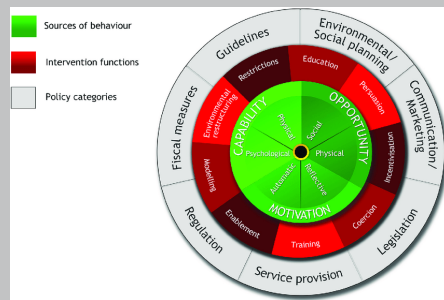 Sources of behaviour
Intervention functions
Policy categories
Guidelines
Environmental/
Social planning
Communication/
Marketing
Legislation
Service provision
Regulation
Fiscal measures
Restrictions
Education
Persuasion
Incentivisation
Coercion
Training
Enablement
Modelling
Environmental
restructuring
CAPABILITY
OPPORTUNITY
MOTIVATION
Physical
Social
Psychological
Physical
Automatic
Reflective